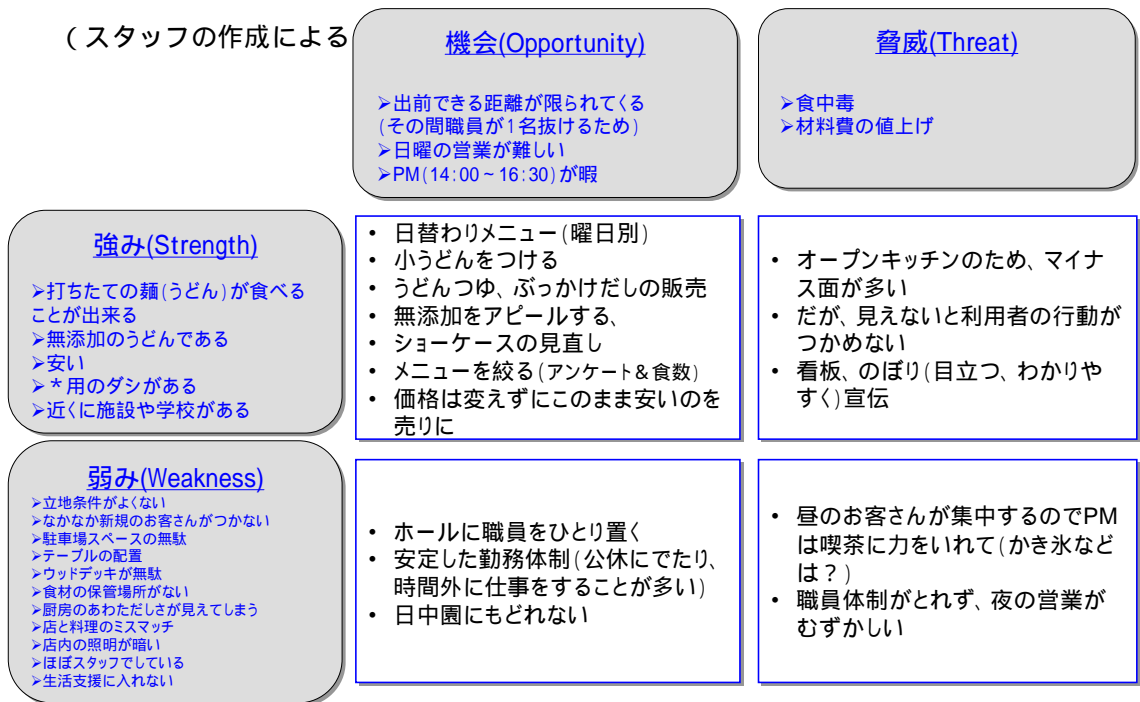 (スタッフの作成による
機会(Opportunity)
➢出前できる距離が限られてくる
(その間職員が1名抜けるため)
➢日曜の営業が難しい
➢PM(14:00~16:30)が暇
脅威(Threat)
➢食中毒
➢材料費の値上げ
強み(Strength)
➢打ちたての麺(うどん)が食べる
ことが出来る
➢無添加のうどんである
➢安い
➢*用のダシがある
➢近くに施設や学校がある
• 日替わりメニュー(曜日別)
• 小うどんをつける
• うどんつゆ、ぶっかけだしの販売
• 無添加をアピールする、
• ショーケースの見直し
• メニューを絞る(アンケート&食数)
• 価格は変えずにこのまま安いのを
売りに
• オープンキッチンのため、マイナ
ス面が多い
• だが、見えないと利用者の行動が
つかめない
• 看板、のぼり(目立つ、わかりや
すく)宣伝
弱み(Weakness)
➢立地条件がよくない
➢なかなか新規のお客さんがつかない
➢駐車場スペースの無駄
➢テーブルの配置
➢ウッドデッキが無駄
➢食材の保管場所がない
➢厨房のあわただしさが見えてしまう
➢店と料理のミスマッチ
➢店内の照明が暗い
➢ほぼスタッフでしている
➢生活支援に入れない
• ホールに職員をひとり置く
• 安定した勤務体制(公休にでたり、
時間外に仕事をすることが多い)
• 日中園にもどれない
• 昼のお客さんが集中するのでPM
は喫茶に力をいれて(かき氷など
は?)
• 職員体制がとれず、夜の営業が
むずかしい